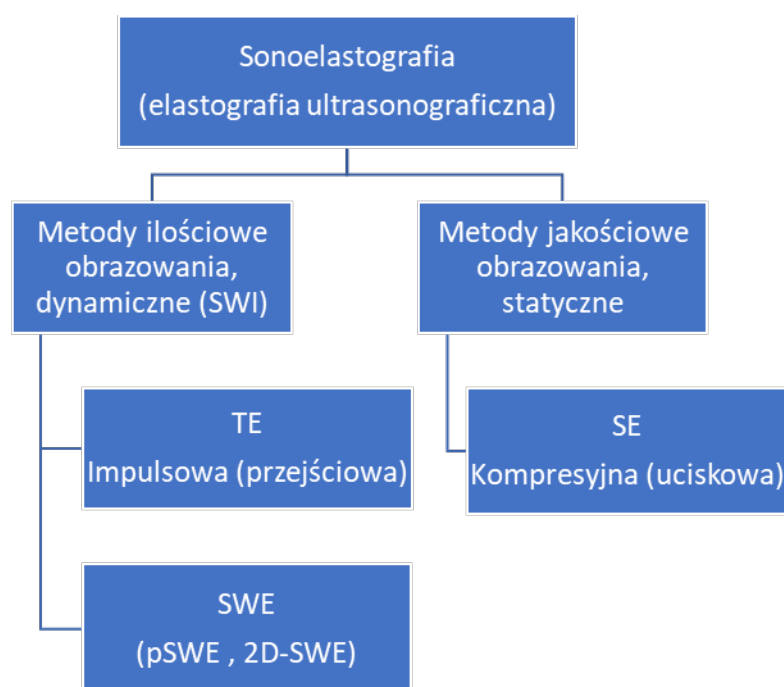 Sonoelastografia
(elastografia ultrasonograficzna)
Metody ilościowe
obrazowania,
dynamiczne (SWI)
Metody jakościowe
obrazowania,
statyczne
TE
Impulsowa (przejściowa)
SE
Kompresyjna (uciskowa)
SWE
(pSWE , 2D-SWE)